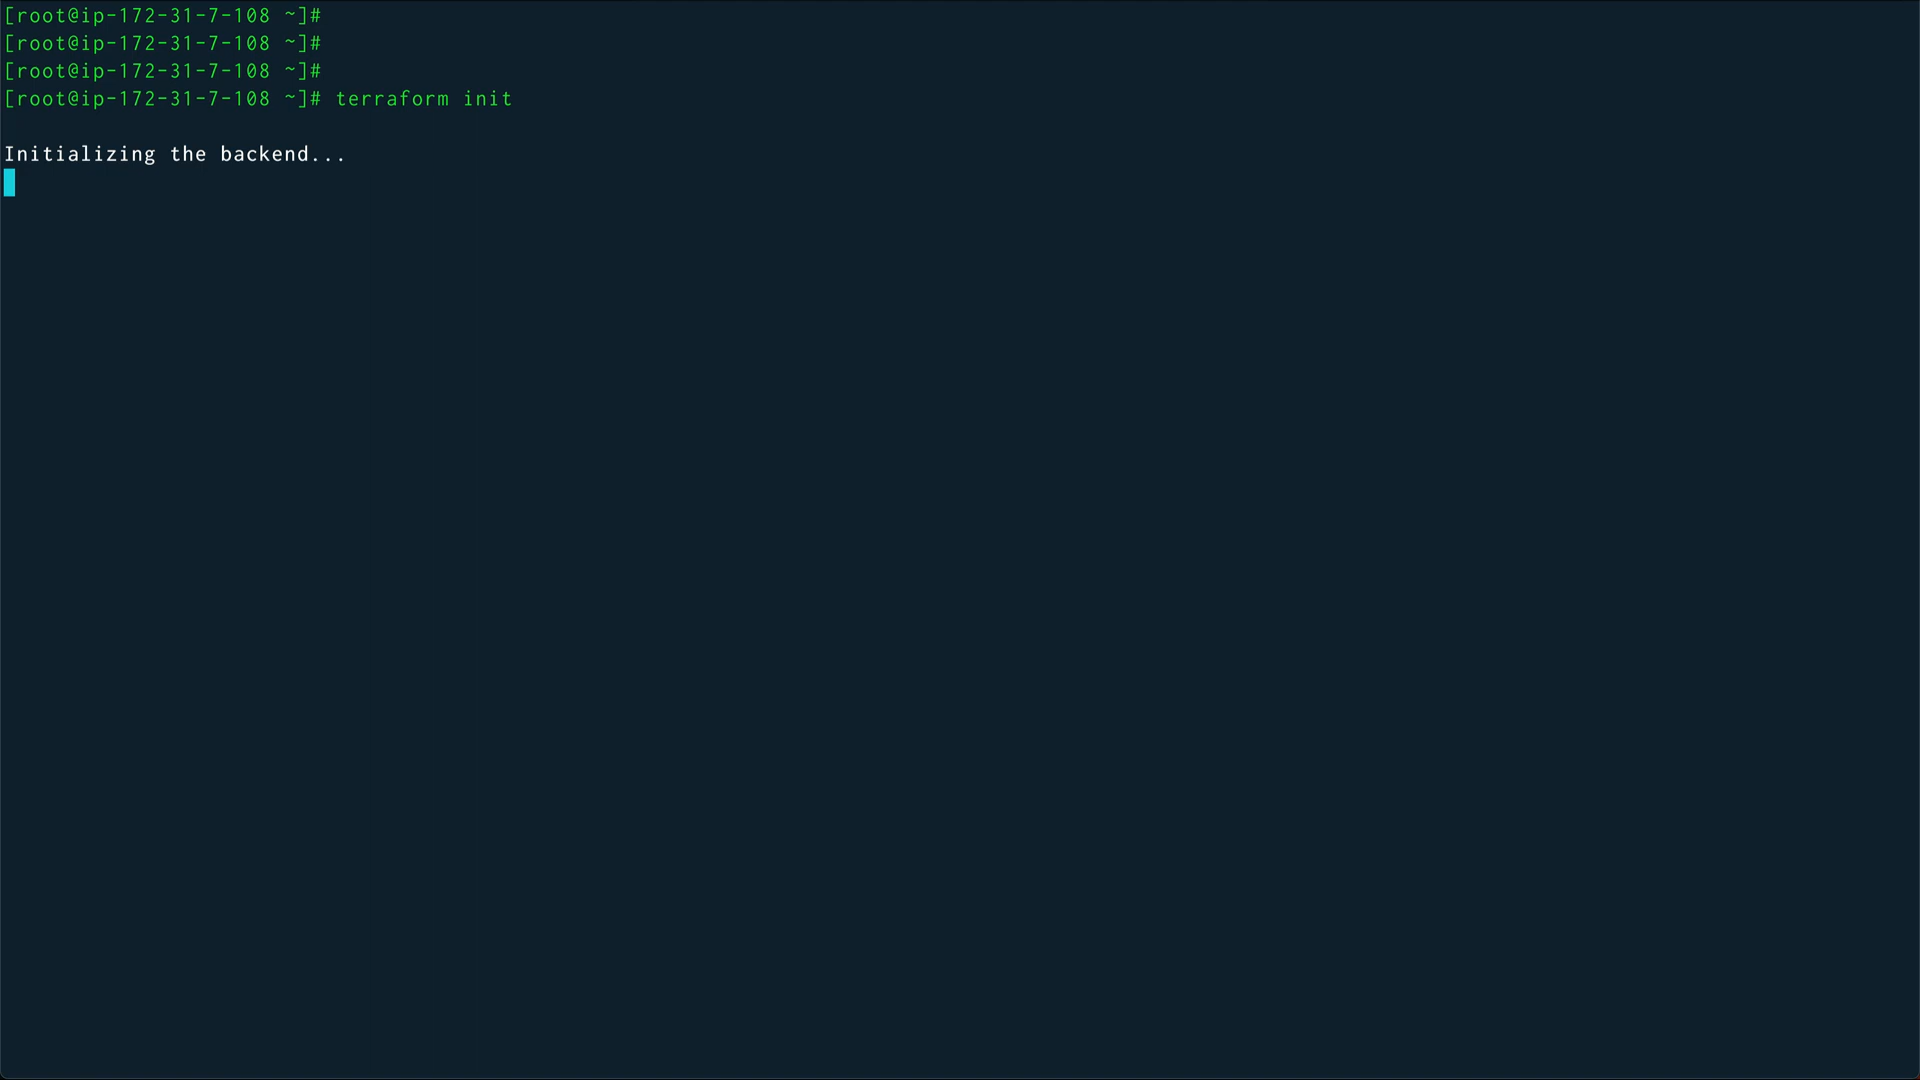 [root@ip-172-31-7-108 ~]#
[root@ip-172-31-7-108 ~]#
[root@ip-172-31-7-108 ~]#
[root@ip-172-31-7-108 ~]# terraform init
Initializing the backend...